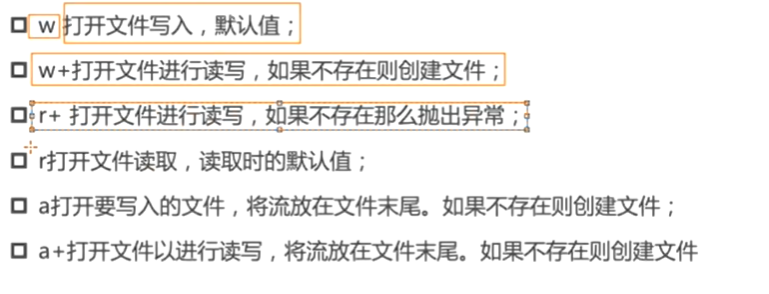 w 打开文件写入，默认值；
w+打开文件进行读写，如果不存在则创建文件；
r+ 打开文件进行读写，如果不存在那么抛出异常；
r打开文件读取，读取时的默认值；
a打开要写入的文件，将流放在文件末尾。如果不存在则创建文件；
a+打开文件以进行读写，将流放在文件末尾。如果不存在则创建文件